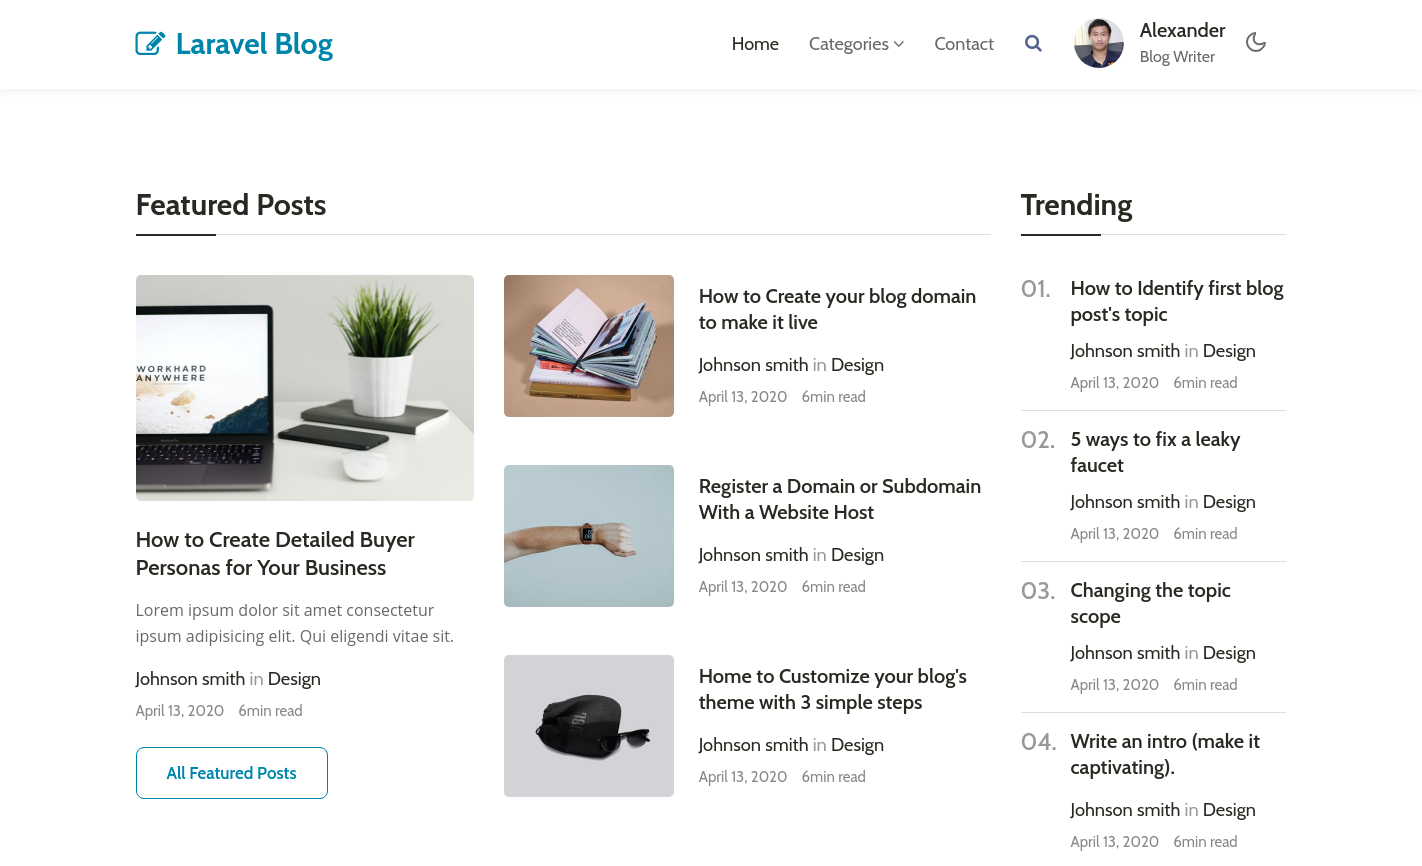 Laravel Blog
Home
Categories
Contact
Alexander
Blog Writer
Featured Posts
WORKHARD
ANYWHERE
How to Create Detailed Buyer
Personas for Your Business
Lorem ipsum dolor sit amet consectetur
ipsum adipisicing elit. Qui eligendi vitae sit.
Johnson smith in Design
April 13, 2020 6min read
All Featured Posts
How to Create your blog domain
to make it live
Johnson smith in Design
April 13, 2020 6min read
Register a Domain or Subdomain
With a Website Host
Johnson smith in Design
April 13, 2020 6min read
JBL
Home to Customize your blog's
theme with 3 simple steps
Johnson smith in Design
April 13, 2020 6min read
Trending
01.
How to Identify first blog
post's topic
Johnson smith in Design
April 13, 2020 6min read
02.
5 ways to fix a leaky
faucet
Johnson smith in Design
April 13, 2020 6min read
03.
Changing the topic
scope
Johnson smith in Design
April 13, 2020 6min read
04.
Write an intro (make it
captivating).
Johnson smith in Design
April 13, 2020 6min read